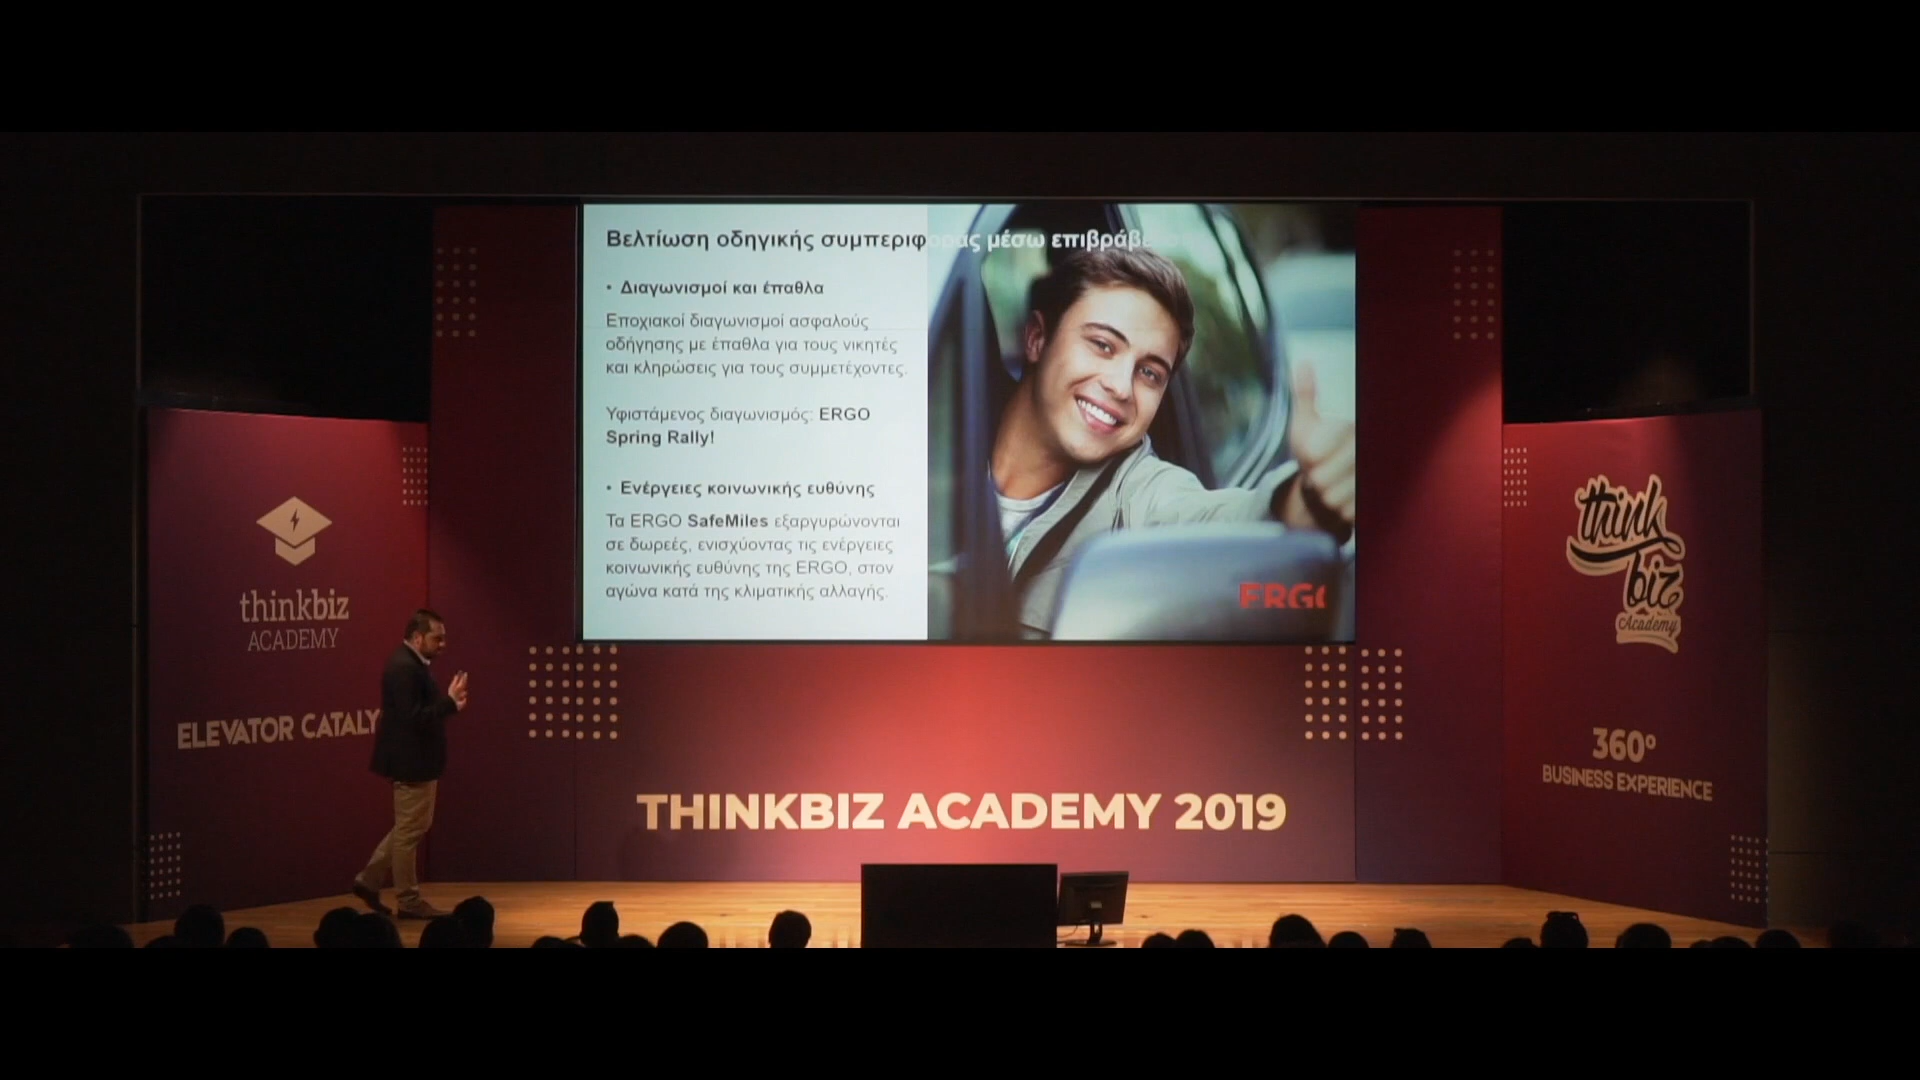 Βελτίωση οδηγικής συμπεριφοράς μέσω
• Διαγωνισμοί και έπαθλα
Εποχιακοί διαγωνισμοί ασφαλούς
οδήγησης με έπαθλα για τους νικητές
και κληρώσεις για τους συμμετέχοντες.
Υφιστάμενος διαγωνισμός: ERGO
Spring Rally!
• Ενέργειες κοινωνικής ευθύνης
Τα ERGO SafeMiles εξαργυρώνονται
σε δωρεές, ενισχύοντας τις ενέργειες
κοινωνικής ευθύνης της ERGO, στον
αγώνα κατά της κλιματικής αλλαγής.
ERGO
thinkbiz
ACADEMY
ELEVATOR CATALY
THINKBIZ ACADEMY 2019
think
biz
Academy
360º
BUSINESS EXPERIENCE